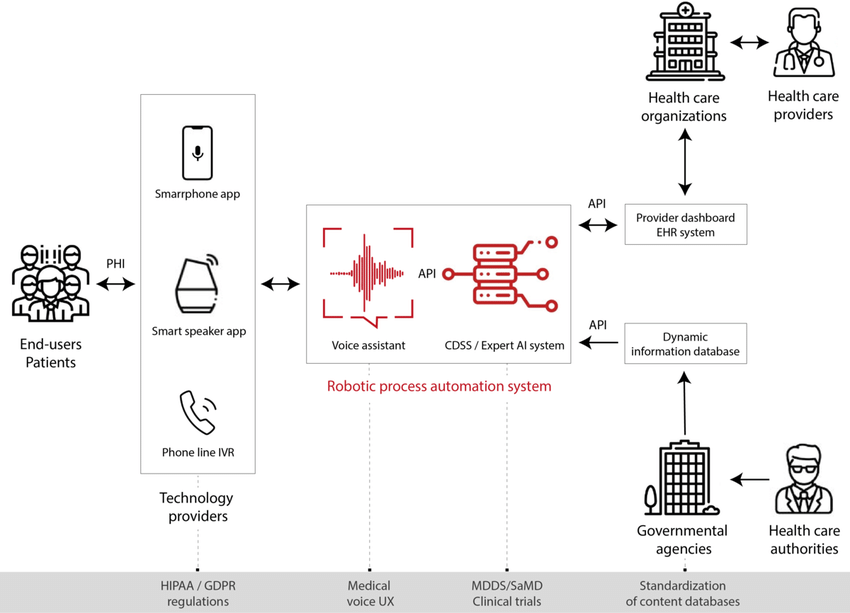 Health care
organizations
Health care
providers
API
Provider dashboard
EHR system
Smarrphone app
PHI
Smart speaker app
End-users
Patients
API
Voice assistant
CDSS / Expert AI system
API
Dynamic
information database
Robotic process automation system
Phone line IVR
Technology
providers
Governmental
agencies
Health care
authorities
HIPAA / GDPR
regulations
Medical
voice UX
MDDS/SaMD
Clinical trials
Standardization
of content databases